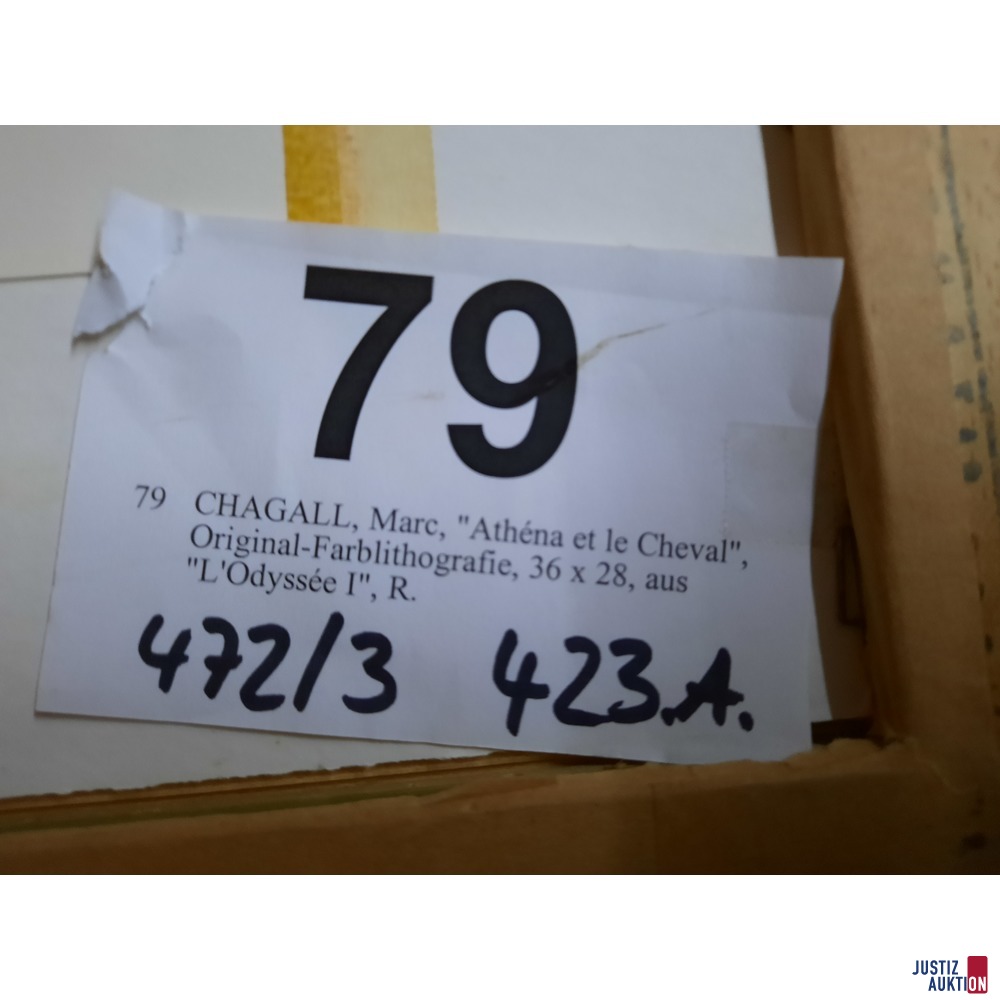 79
79 CHAGALL, Marc, "Athéna et le Cheval",
Original-Farblithografie, 36 x 28, aus
"L'Odyssée I", R.
472/3 423.A.
JUSTIZ
AUKTION